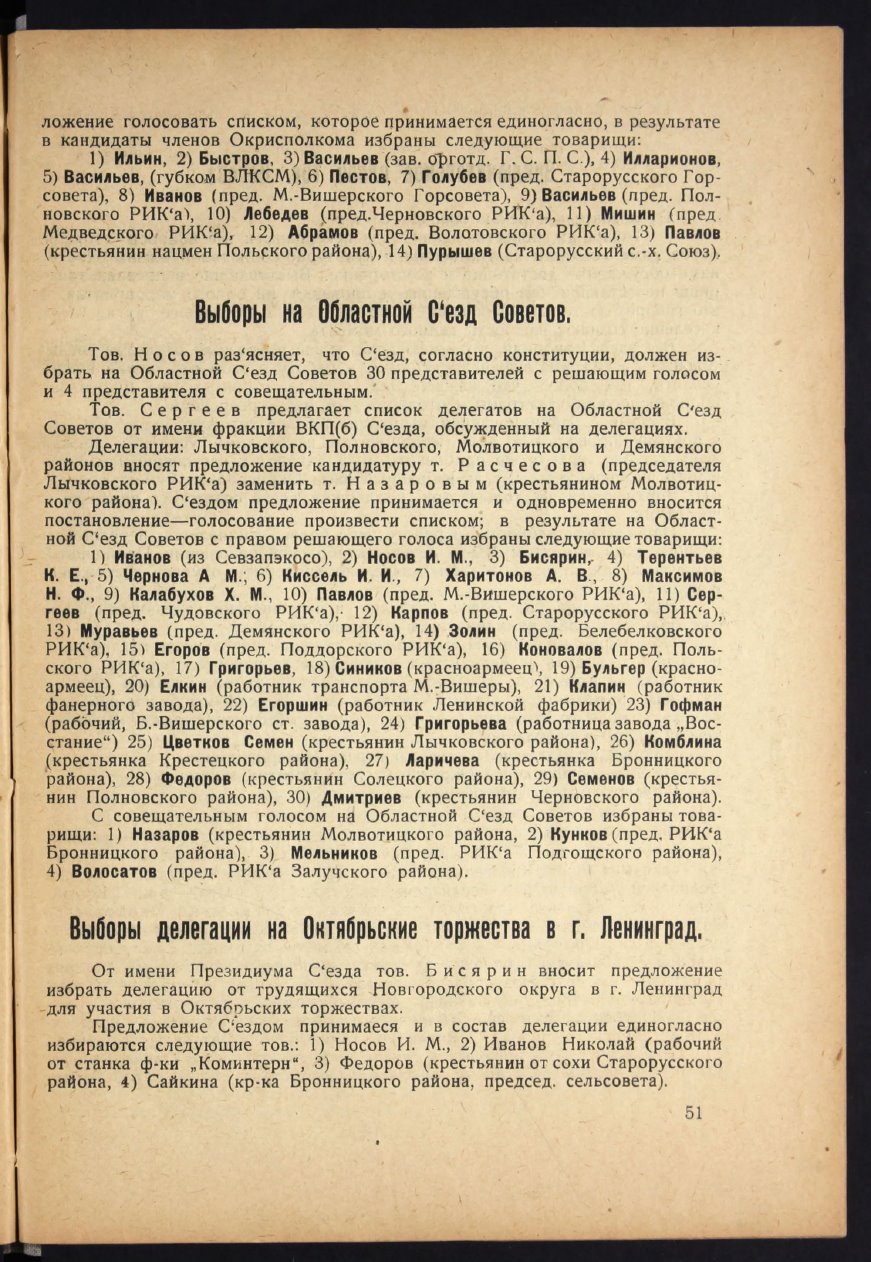 ложение голосовать списком, которое принимается единогласно, в результате
в кандидаты членов Окрисполкома избраны следующие товарищи:
1) Ильин, 2) Быстров, 3) Васильев (зав. орготд. Г. С. П. С.), 4) Илларионов,
5) Васильев, (губком ВЛКСМ), 6) Пестов, 7) Голубев (пред. Старорусского Гор-
совета), 8) Иванов (пред. М.-Вишерского Горсовета), 9) Васильев (пред. Пол-
новского РИК‘а), 10) Лебедев (пред.Черновского РИК‘а), 11) Мишин (пред.
Медведского РИК‘а), 12) Абрамов (пред. Волотовского РИК‘а), 13) Павлов
(крестьянин нацмен Польского района), 14) Пурышев (Старорусский с.-х. Союз).
Выборы на Областной С‘езд Советов.
Тов. Носов раз‘ясняет, что С‘езд, согласно конституции, должен из-
брать на Областной С‘езд Советов 30 представителей с решающим голосом
и 4 представителя с совещательным.
Тов. Сергеев предлагает список делегатов на Областной С‘езд
Советов от имени фракции ВКП(б) С‘езда, обсужденный на делегациях.
Делегации: Лычковского, Полновского, Молвотицкого и Демянского
районов вносят предложение кандидатуру т. Расчесова (председателя
Лычковского РИК‘а) заменить т. Назаровым (крестьянином Молвотиц-
кого района). С‘ездом предложение принимается и одновременно вносится
постановление—голосование произвести списком; в результате на Област-
ной С‘езд Советов с правом решающего голоса избраны следующие товарищи:
1) Иванов (из Севзапэкосо), 2) Носов И. М., 3) Бисярин, 4) Терентьев
К. Е., 5) Чернова А М.; 6) Киссель И. И., 7) Харитонов А. В., 8) Максимов
Н. Ф., 9) Калабухов Х. М., 10) Павлов (пред. М.-Вишерского РИК‘а), 11) Сер-
геев (пред. Чудовского РИК‘а), 12) Карпов (пред. Старорусского РИК‘а),
13) Муравьев (пред. Демянского РИК‘а), 14) Золин (пред. Белебелковского
РИК‘а), 15) Егоров (пред. Поддорского РИК‘а), 16) Коновалов (пред. Поль-
ского РИК‘а), 17) Григорьев, 18) Сиников (красноармеец), 19) Бульгер (красно-
армеец), 20) Елкин (работник транспорта М.-Вишеры), 21) Клапин (работник
фанерного завода), 22) Егоршин (работник Ленинской фабрики) 23) Гофман
(рабочий, Б.-Вишерского ст. завода), 24) Григорьева (работница завода „Вос-
стание“) 25) Цветков Семен (крестьянин Лычковского района), 26) Комблина
(крестьянка Крестецкого района), 27) Ларичева (крестьянка Бронницкого
района), 28) Федоров (крестьянин Солецкого района), 29) Семенов (крестья-
нин Полновского района), 30) Дмитриев (крестьянин Черновского района).
С совещательным голосом на Областной С‘езд Советов избраны това-
рищи: 1) Назаров (крестьянин Молвотицкого района, 2) Кунков (пред. РИК‘а
Бронницкого района), 3) Мельников (пред. РИК‘а Подгощского района),
4) Волосатов (пред. РИК‘а Залучского района).
Выборы делегации на Октябрьские торжества в г. Ленинград.
От имени Президиума С‘езда тов. Бисярин вносит предложение
избрать делегацию от трудящихся Новгородского округа в г. Ленинград
для участия в Октябрьских торжествах.
Предложение С‘ездом принимаеся и в состав делегации единогласно
избираются следующие тов.: 1) Носов И. М., 2) Иванов Николай (рабочий
от станка ф-ки „Коминтерн“, 3) Федоров (крестьянин от сохи Старорусского
района, 4) Сайкина (кр-ка Бронницкого района, председ. сельсовета).
51